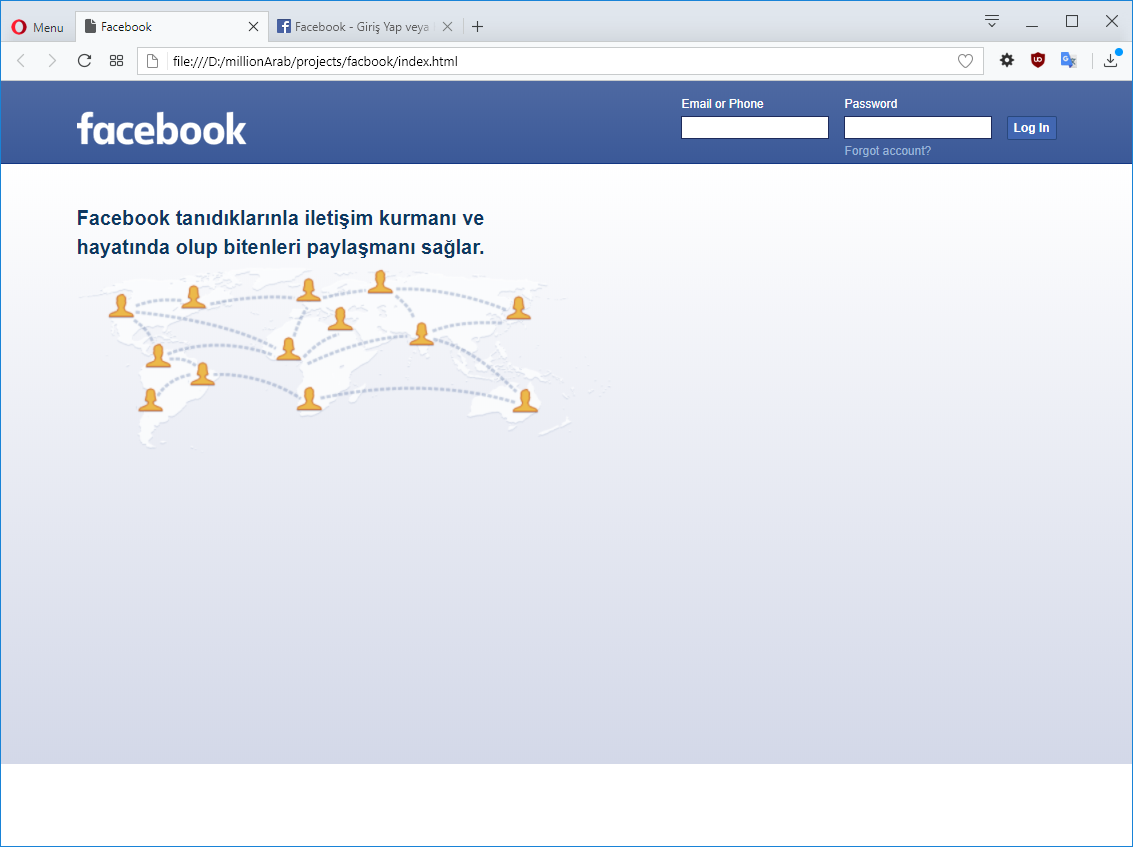 Menu
Facebook
Facebook - Giriş Yap veya
file:///D:/millionArab/projects/facbook/index.html
facebook
Email or Phone
Password
Log In
Forgot account?
Facebook tanıdıklarınla iletişim kurmanı ve
hayatında olup bitenleri paylaşmanı sağlar.